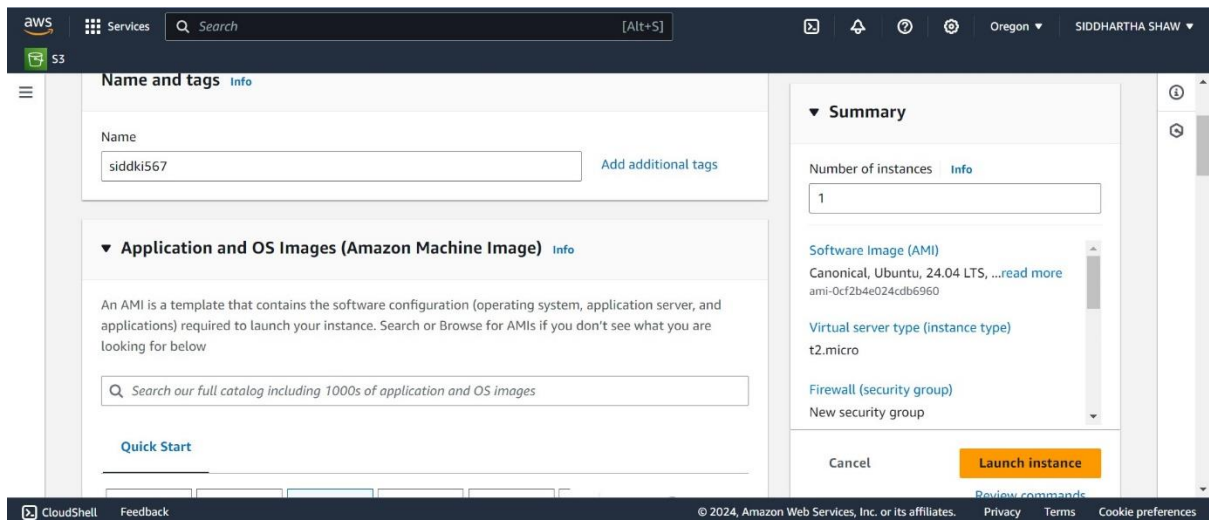 aws
Services
Search
[Alt+S]
Oregon
SIDDHARTHA SHAW
S3
Name and tags Info
Name
siddki567
Add additional tags
Application and OS Images (Amazon Machine Image) Info
An AMI is a template that contains the software configuration (operating system, application server, and
applications) required to launch your instance. Search or Browse for AMIs if you don't see what you are
looking for below
Search our full catalog including 1000s of application and OS images
Quick Start
Summary
Number of instances Info
1
Software Image (AMI)
Canonical, Ubuntu, 24.04 LTS, ...read more
ami-0cf2b4e024cdb6960
Virtual server type (instance type)
t2.micro
Firewall (security group)
New security group
Cancel
Launch instance
Review commands
CloudShell
Feedback
© 2024, Amazon Web Services, Inc. or its affiliates.
Privacy
Terms
Cookie preferences